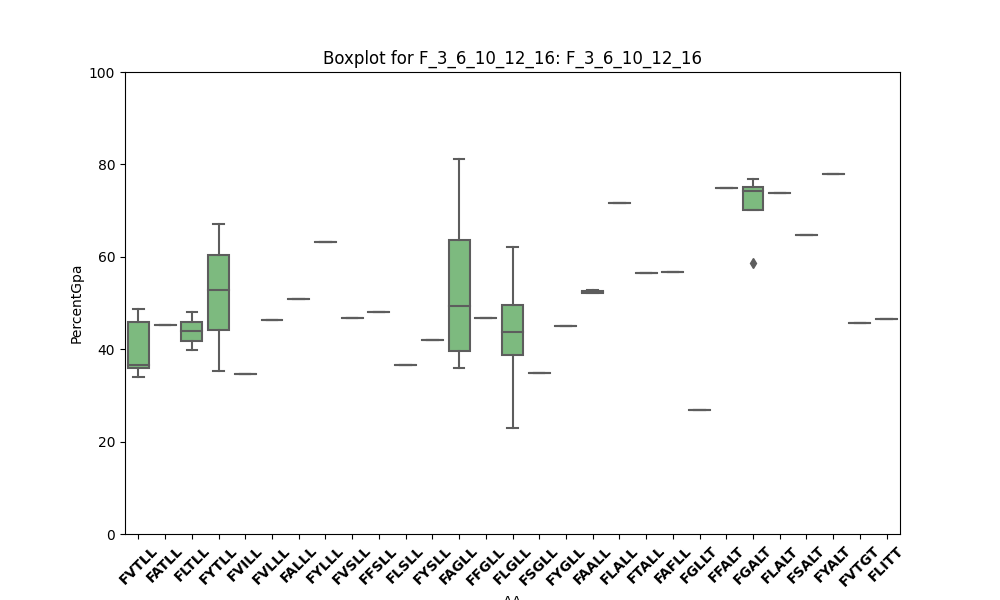 Boxplot for F_3_6_10_12_16: F_3_6_10_12_16
100
80
60
40
20
0
PercentGpa
FVTLL FATLL FLTLL FYTLL FVILL FVLLL FALLL FYLLL FVSLL FFSLL FLSLL FYSLL FAGLL FFGLL FLGLL FSGLL FYGLL FAALL FLALL FTALL FAFLL FGLLT FFALT FGALT FLALT FSALT FYALT FVTGT FLITT
AA